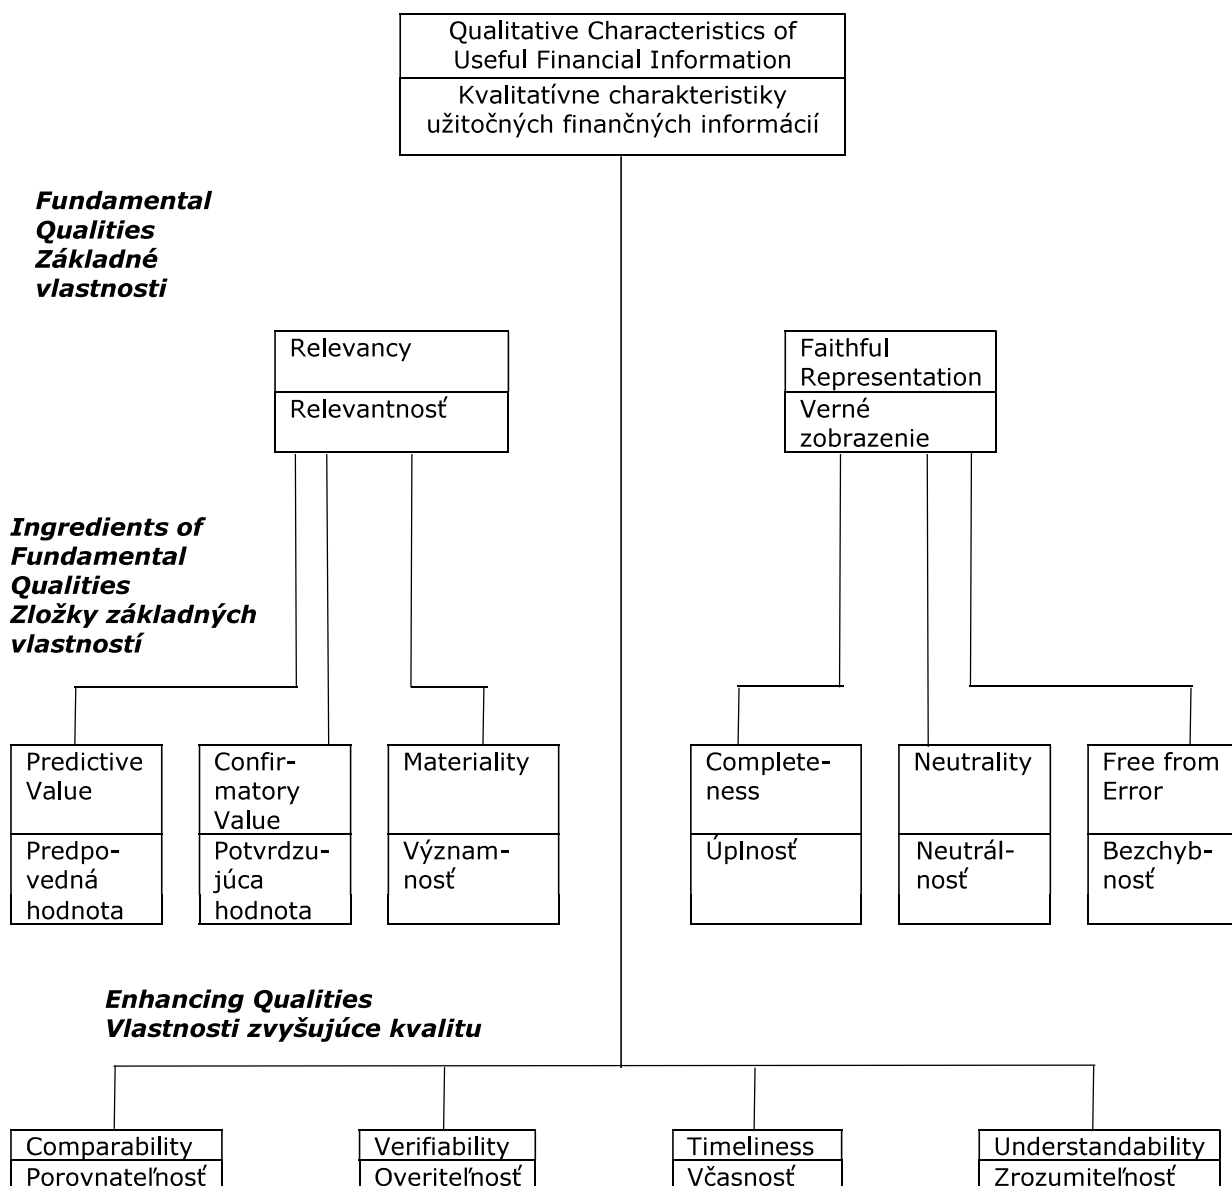 Qualitative Characteristics of
Useful Financial Information
Kvalitatívne charakteristiky
užitočných finančných informácií
Fundamental
Qualities
Základné
vlastnosti
Relevancy
Relevantnosť
Faithful
Representation
Verné
zobrazenie
Ingredients of
Fundamental
Qualities
Zložky základných
vlastností
Predictive
Value
Predpo-
vedná
hodnota
Confir-
matory
Value
Potvrdzu-
júca
hodnota
Materiality
Význam-
nosť
Complete-
ness
Úplnosť
Neutrality
Neutrál-
nosť
Free from
Error
Bezchyb-
nosť
Enhancing Qualities
Vlastnosti zvyšujúce kvalitu
Comparability
Porovnateľnosť
Verifiability
Overiteľnosť
Timeliness
Včasnosť
Understandability
Zrozumiteľnosť